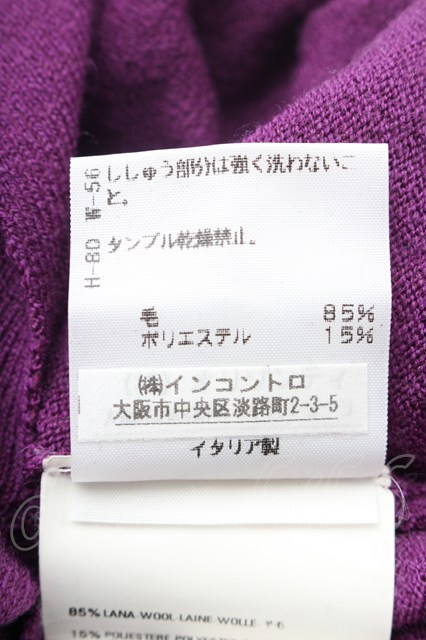 W-56
H-80
ししゅう部分は強く洗わないこ
と。
タンブル乾燥禁止。
毛 85%
ポリエステル 15%
(株)インコントロ
大阪市中央区淡路町2-3-5
イタリア製
85% LANA-WOOL-LAINE-WOLLE-
15% POLIESTERE